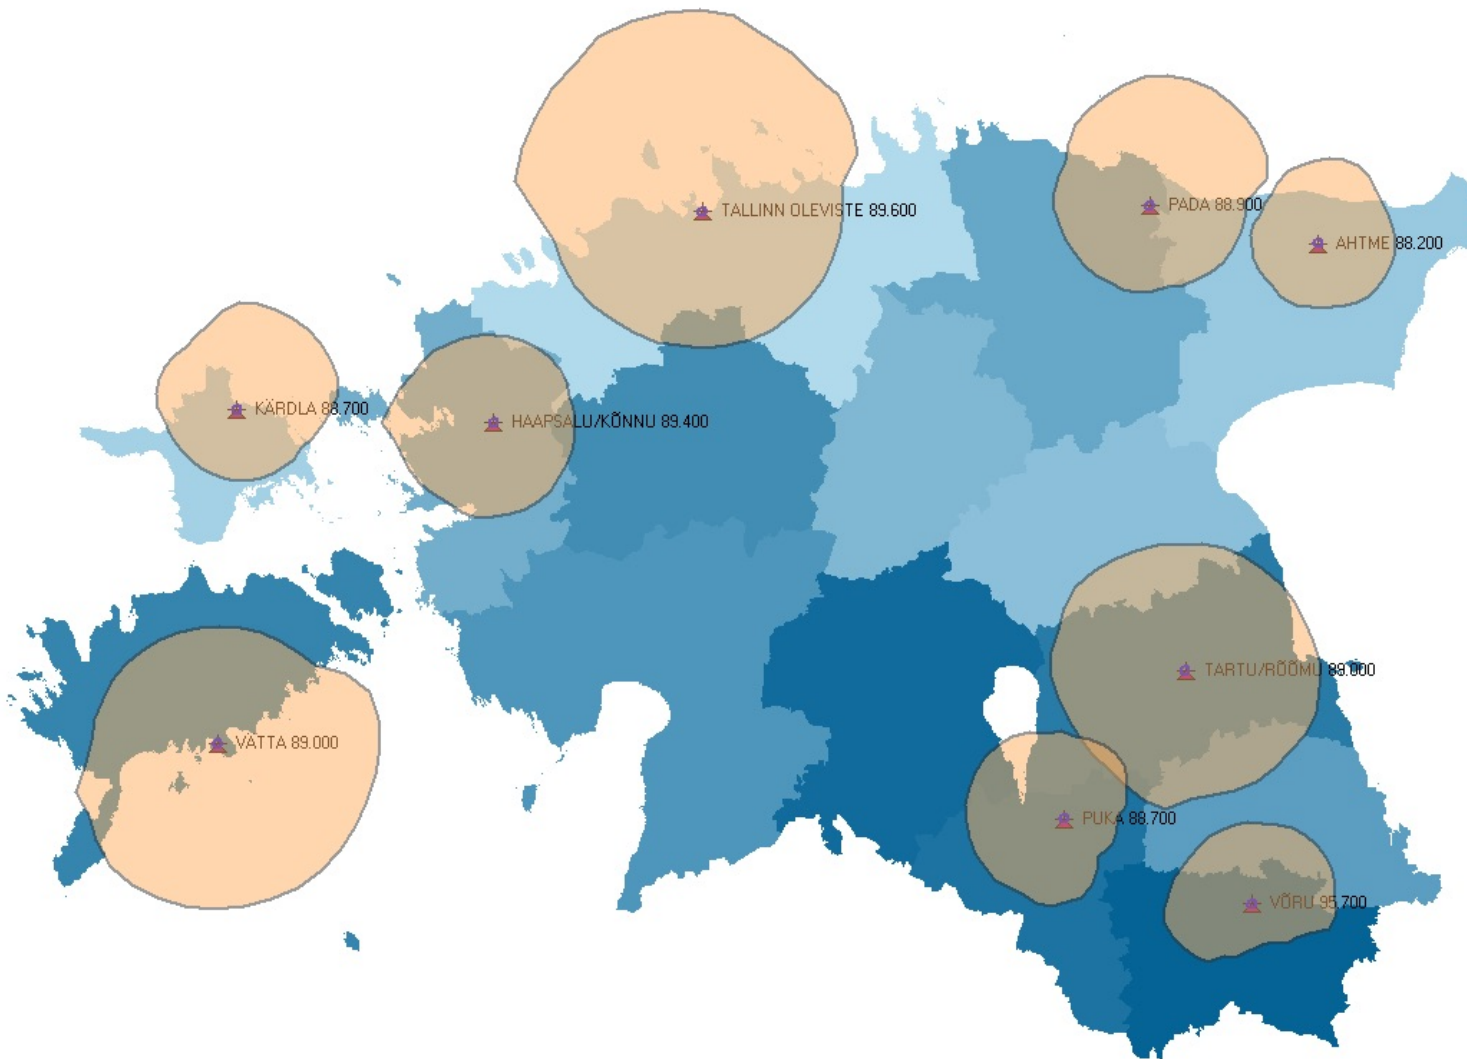 PADA 88.900
TALLINN OLEVISTE 89.600
AHTME 88.200
KÄRDLA 88.700
HAAPSALU/KÕNNU 89.400
TARTU/RÕÕMU 89.000
VÄTTA 89.000
PUKA 88.700
VÕRU 95.700